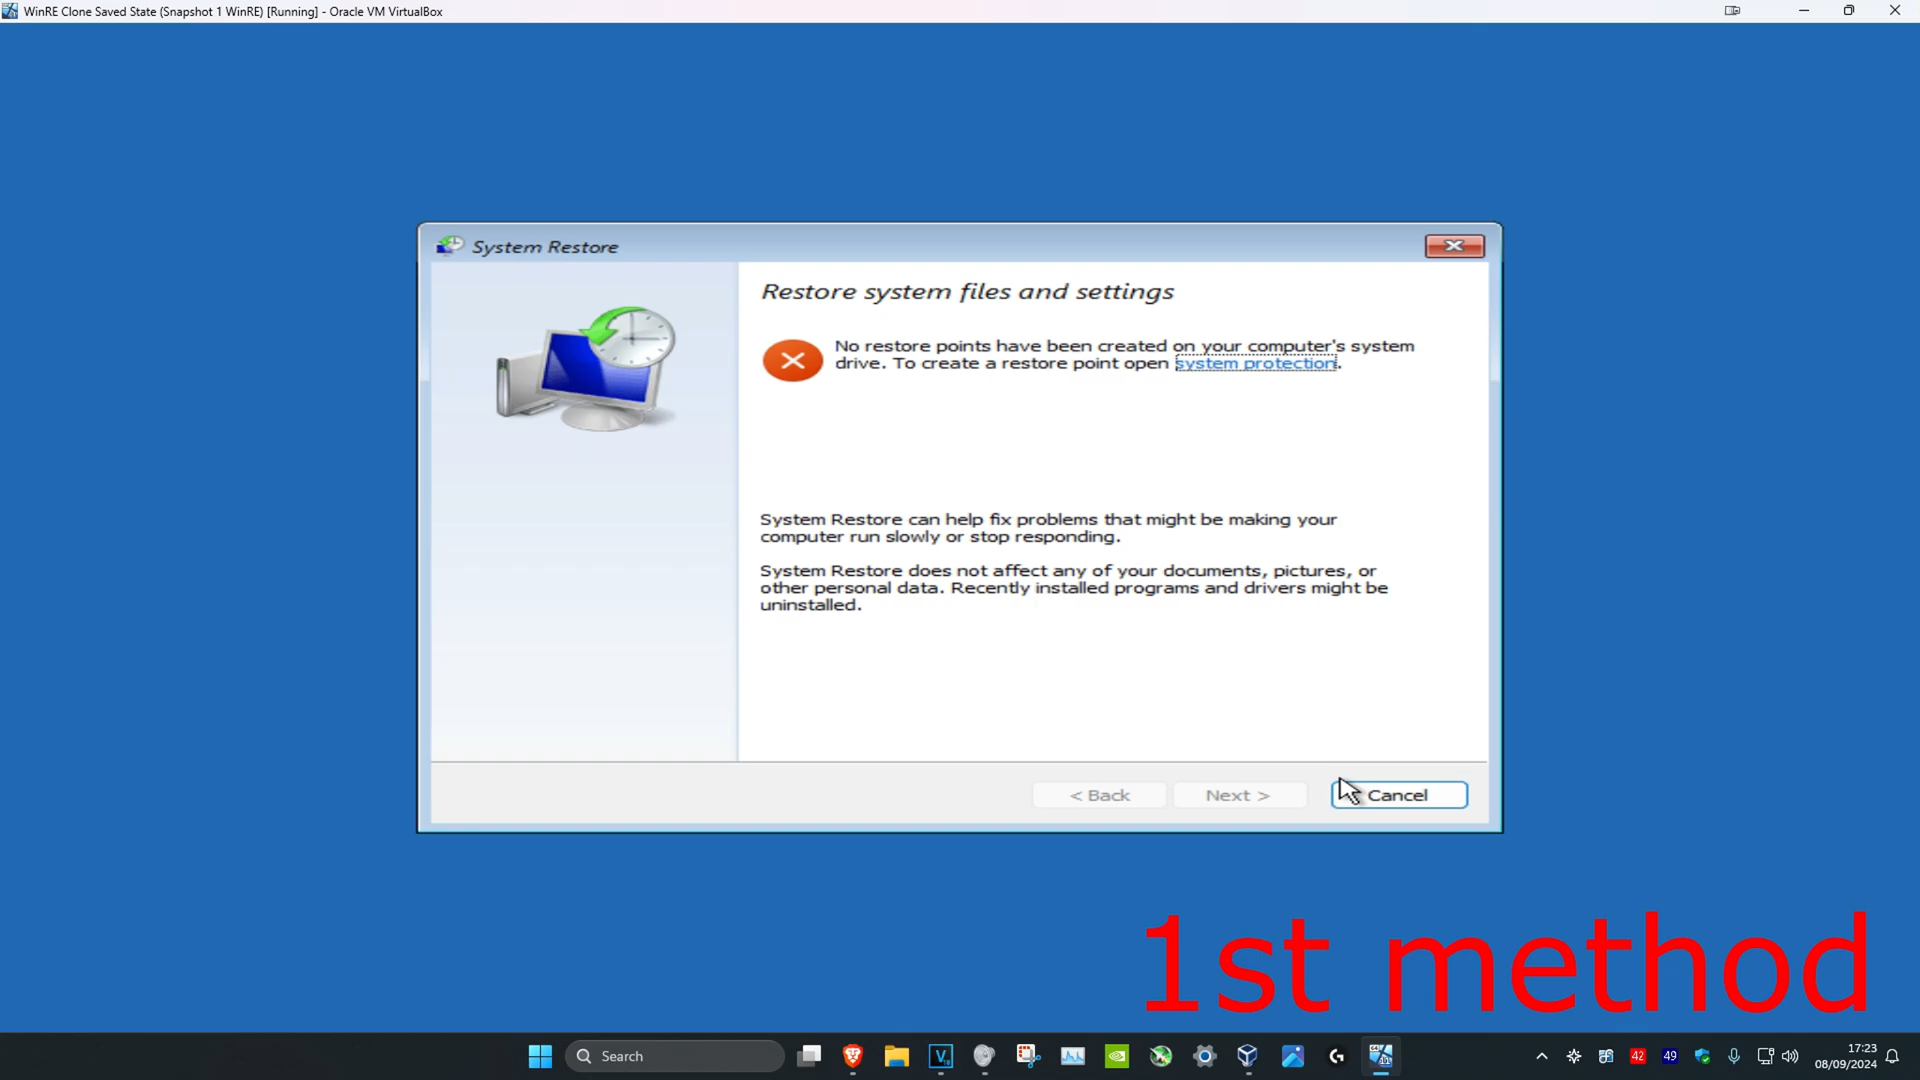 WinRE Clone Saved State (Snapshot 1 WinRE) [Running] - Oracle VM VirtualBox
System Restore
Restore system files and settings
No restore points have been created on your computer's system
drive. To create a restore point open system protection.
System Restore can help fix problems that might be making your
computer run slowly or stop responding.
System Restore does not affect any of your documents, pictures, or
other personal data. Recently installed programs and drivers might be
uninstalled.
< Back
Next >
Cancel
1st method
Search
42
49
17:23
08/09/2024